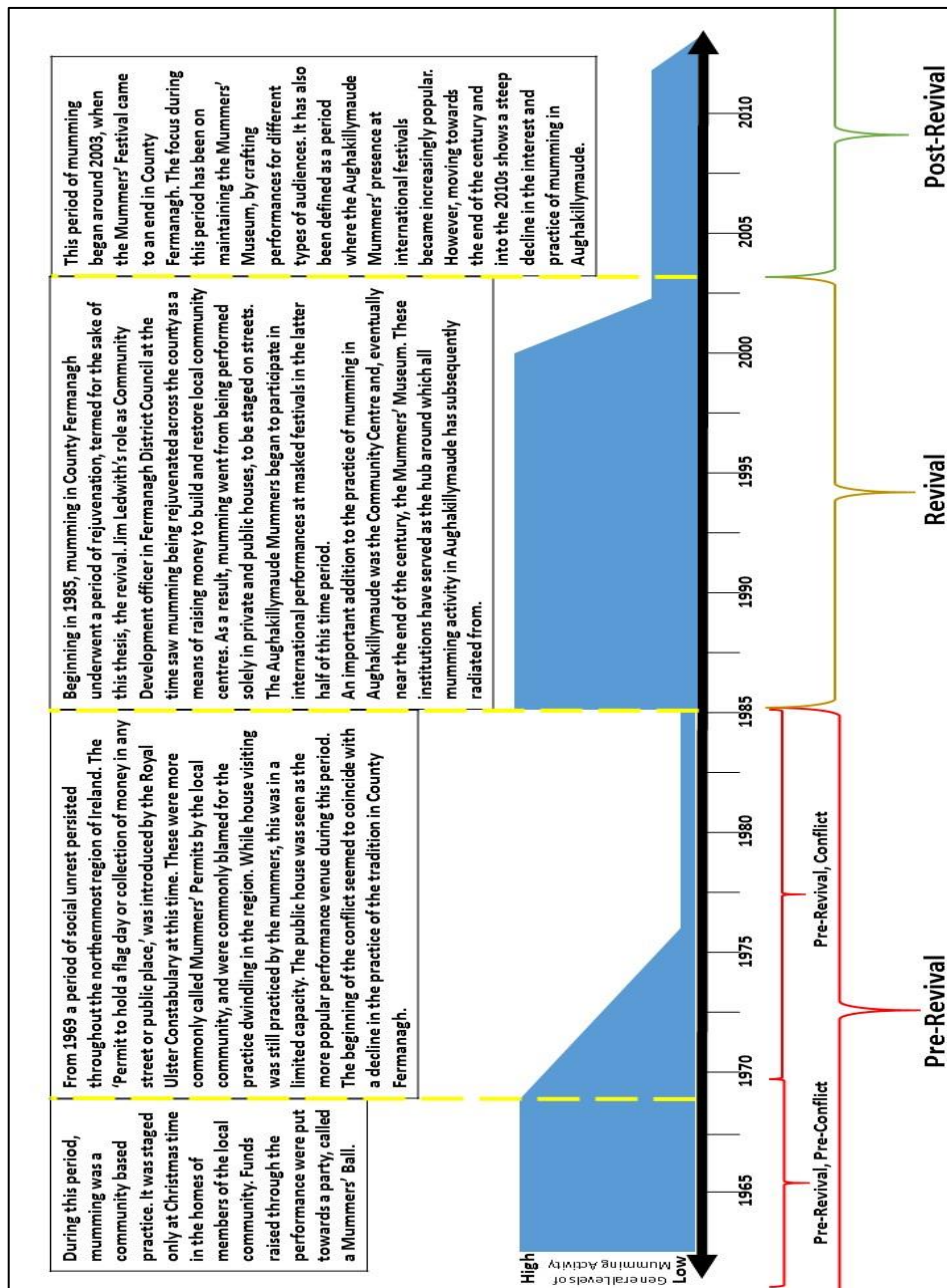 During this period,
mumming was a
community based
practice. It was staged
only at Christmas time
in the homes of
members of the local
community. Funds
raised through the
performance were put
towards a party, called
a Mummers' Ball.
From 1969 a period of social unrest persisted
throughout the northernmost region of Ireland. The
'Permit to hold a flag day or collection of money in any
street or public place,' was introduced by the Royal
Ulster Constabulary at this time. These were more
commonly called Mummers' Permits by the local
community, and were commonly blamed for the
practice dwindling in the region. While house visiting
was still practiced by the mummers, this was in a
limited capacity. The public house was seen as the
more popular performance venue during this period.
The beginning of the conflict seemed to coincide with
a decline in the practice of the tradition in County
Fermanagh.
Beginning in 1985, mumming in County Fermanagh
underwent a period of rejuvenation, termed for the sake of
this thesis, the revival. Jim Ledwith's role as Community
Development officer in Fermanagh District Council at the
time saw mumming being rejuvenated across the county as a
means of raising money to build and restore local community
centres. As a result, mumming went from being performed
solely in private and public houses, to be staged on streets.
The Aughakillymaude Mummers began to participate in
international performances at masked festivals in the latter
half of this time period.
An important addition to the practice of mumming in
Aughakillymaude was the Community Centre and, eventually
near the end of the century, the Mummers' Museum. These
institutions have served as the hub around which all
mumming activity in Aughakillymaude has subsequently
radiated from.
This period of mumming
began around 2003, when
the Mummers' Festival came
to an end in County
Fermanagh. The focus during
this period has been on
maintaining the Mummers'
Museum, by crafting
performances for different
types of audiences. It has also
been defined as a period
where the Aughakillymaude
Mummers' presence at
international festivals
became increasingly popular.
However, moving towards
the end of the century and
into the 2010s shows a steep
decline in the interest and
practice of mumming in
Aughakillymaude.
High
General Levels of
Mumming Activity
Low
1965
1970
1975
1980
1985
1990
1995
2000
2005
2010
Pre-Revival, Pre-Conflict
Pre-Revival, Conflict
Pre-Revival
Revival
Post-Revival